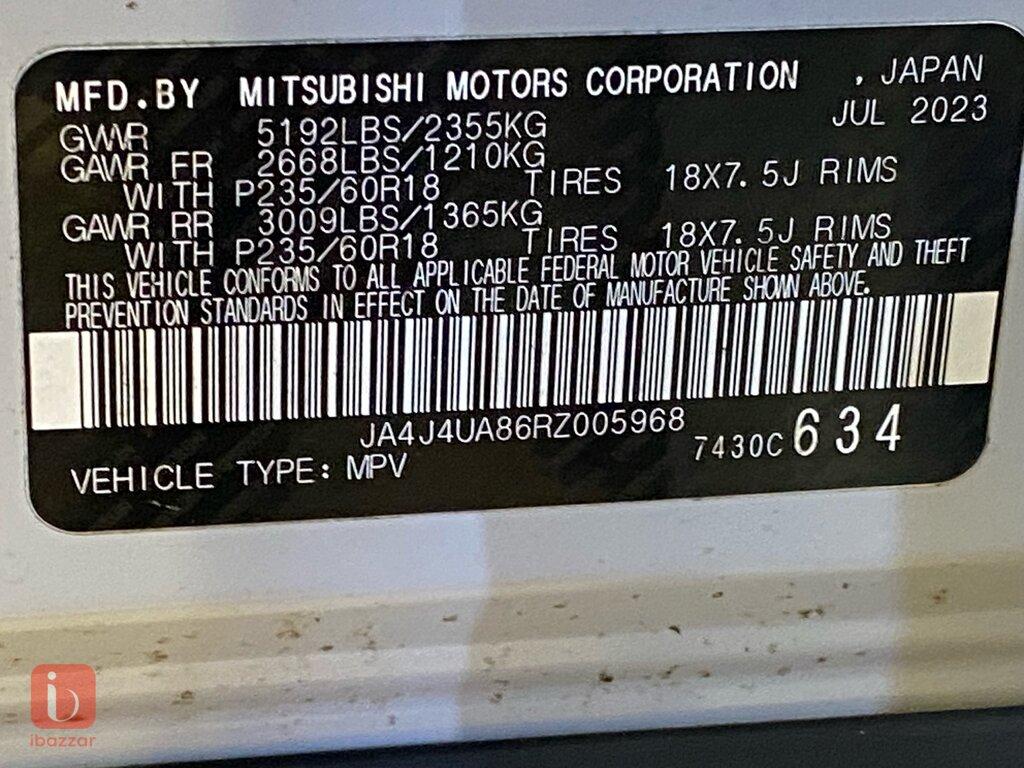 MFD.BY MITSUBISHI MOTORS CORPORATION , JAPAN
JUL 2023
GVWR 5192LBS/2355KG
GAWR FR 2668LBS/1210KG
WITH P235/60R18 TIRES 18X7.5J RIMS
GAWR RR 3009LBS/1365KG
WITH P235/60R18 TIRES 18X7.5J RIMS
THIS VEHICLE CONFORMS TO ALL APPLICABLE FEDERAL MOTOR VEHICLE SAFETY AND THEFT
PREVENTION STANDARDS IN EFFECT ON THE DATE OF MANUFACTURE SHOWN ABOVE.
JA4J4UA86RZ005968
7430C 634
VEHICLE TYPE: MPV
ibazzar